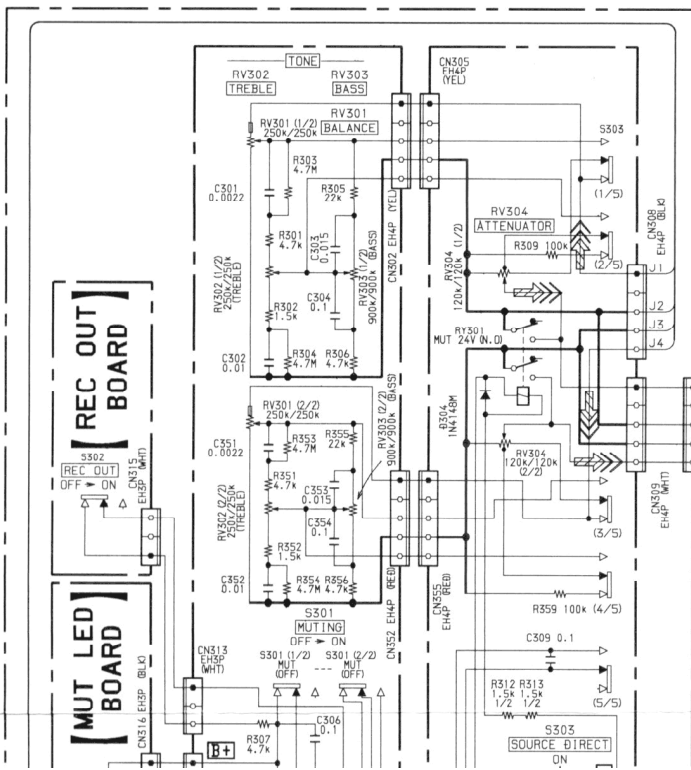 TONE
RV302
TREBLE
RV303
BASS
RV301
BALANCE
RV301 (1/2)
250k/250k
R303
4.7M
C301
0.0022
R305
22k
R301
4.7k
C303
0.015
RV302 (1/2)
250k/250k
(TREBLE)
RV303 (1/2)
900k/900k (BASS)
C304
0.1
R302
1.5k
C302
0.01
R304
4.7M
R306
4.7k
CN302 EH4P (YEL)
CN305
EH4P
(YEL)
S303
(1/5)
RV304
ATTENUATOR
R309 100k
(2/5)
RV304 (1/2)
120k/120k
CN308
EH4P (BLK)
J1
J2
J3
J4
RY301
MUT 24V(N.O)
D304
1N4148M
RV304
120k/120k
(2/2)
(3/5)
CN309
EH4P (WHT)
R359 100k
(4/5)
C309 0.1
R312
1.5k
1/2
R313
1.5k
1/2
(5/5)
S303
SOURCE DIRECT
ON
【REC OUT】
BOARD
S302
REC OUT
OFF ➔ ON
CN315
EH3P (WHT)
RV301 (2/2)
250k/250k
R353
4.7M
C351
0.0022
R355
22k
RV303 (2/2)
900k/900k (BASS)
R351
4.7k
C353
0.015
RV302 (2/2)
250k/250k
(TREBLE)
C354
0.1
R352
1.5k
C352
0.01
R354
4.7M
R356
4.7k
CN352 EH4P (RED)
CN355
EH4P (RED)
【MUT LED】
BOARD
CN316 EH3P (BLK)
S301
MUTING
OFF ➔ ON
CN313
EH3P
(WHT)
S301 (1/2)
MUT
(OFF)
S301 (2/2)
MUT
(OFF)
R307
4.7k
C306
0.1
B+